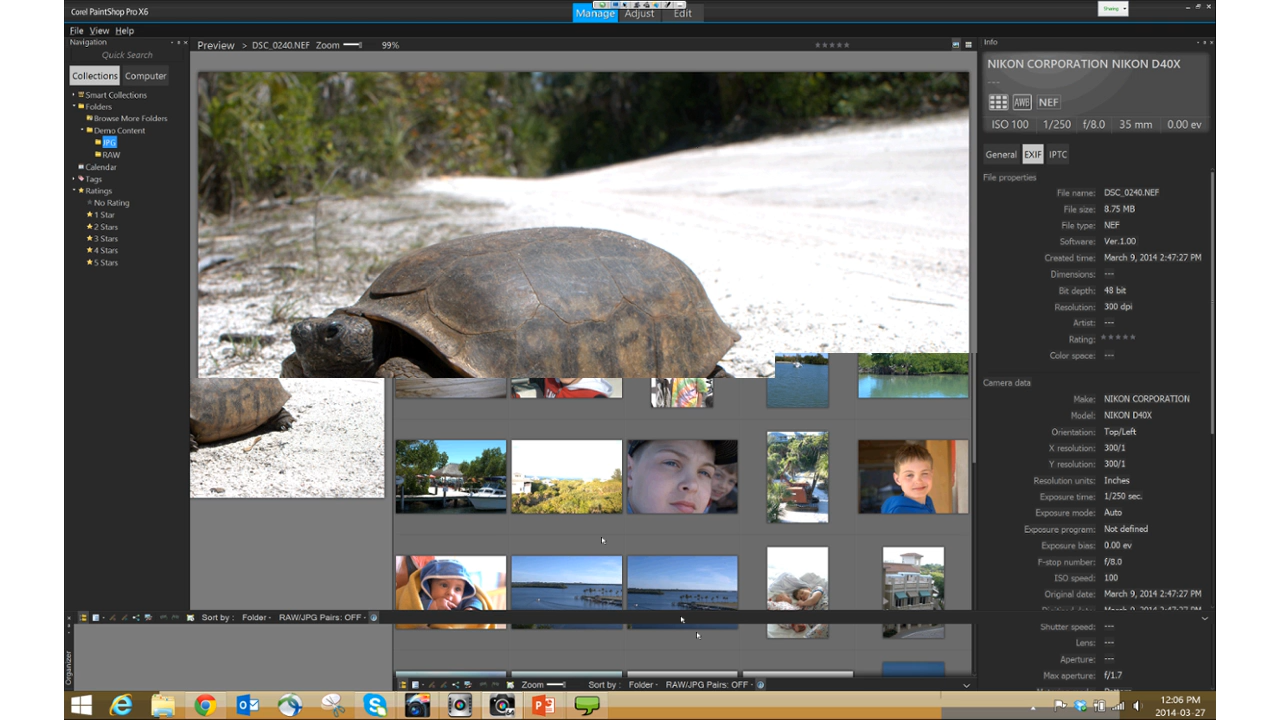 Corel PaintShop Pro X6
Manage Adjust Edit
Sharing
File View Help
Navigation
Quick Search
Collections Computer
Smart Collections
Folders
Browse More Folders
Demo Content
JPG
RAW
Calendar
Tags
Ratings
No Rating
1 Star
2 Stars
3 Stars
4 Stars
5 Stars
Preview > DSC_0240.NEF Zoom 99%
Info
NIKON CORPORATION NIKON D40X
---
AWB NEF
ISO 100 1/250 f/8.0 35 mm 0.00 ev
General EXIF IPTC
File properties
File name: DSC_0240.NEF
File size: 8.75 MB
File type: NEF
Software: Ver.1.00
Created time: March 9, 2014 2:47:27 PM
Dimensions: ---
Bit depth: 48 bit
Resolution: 300 dpi
Artist: ---
Rating:
Color space: ---
Camera data
Make: NIKON CORPORATION
Model: NIKON D40X
Orientation: Top/Left
X resolution: 300/1
Y resolution: 300/1
Resolution units: Inches
Exposure time: 1/250 sec.
Exposure mode: Auto
Exposure program: Not defined
Exposure bias: 0.00 ev
F-stop number: f/8.0
ISO speed: 100
Original date: March 9, 2014 2:47:27 PM
Shutter speed: ---
Lens: ---
Aperture: ---
Max aperture: f/1.7
Sort by : Folder RAW/JPG Pairs: OFF
Organizer
Zoom Sort by : Folder RAW/JPG Pairs: OFF
12:06 PM
2014-03-27